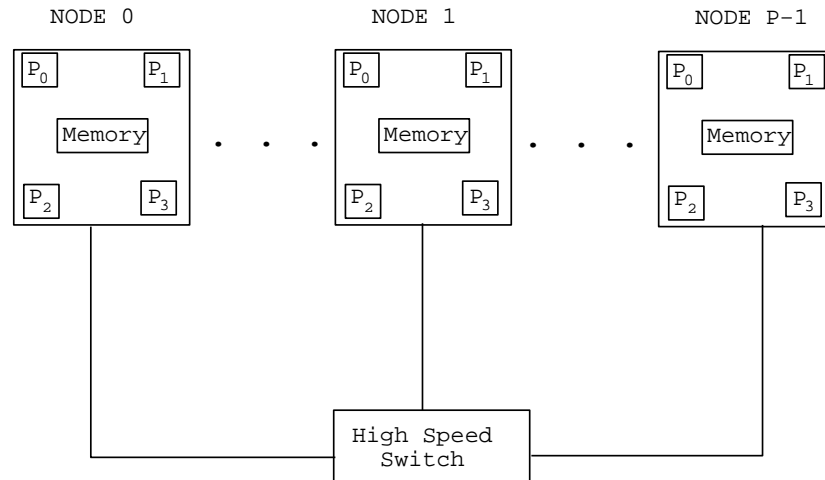 NODE 0 NODE 1 NODE P-1
P0 P1 P0 P1 P0 P1
Memory . . . Memory . . . Memory
P2 P3 P2 P3 P2 P3
High Speed
Switch